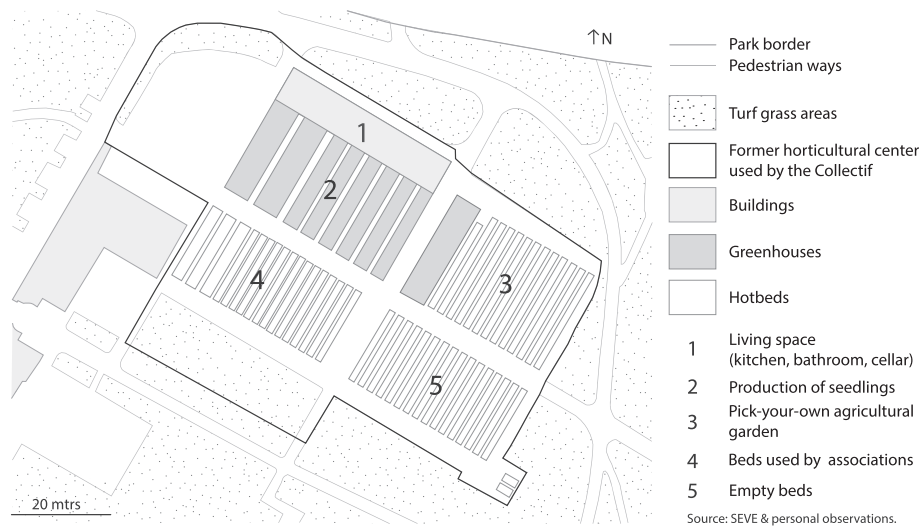 ↑N
1
2
3
4
5
20 mtrs
Park border
Pedestrian ways
Turf grass areas
Former horticultural center
used by the Collectif
Buildings
Greenhouses
Hotbeds
1 Living space
(kitchen, bathroom, cellar)
2 Production of seedlings
3 Pick-your-own agricultural
garden
4 Beds used by associations
5 Empty beds
Source: SEVE & personal observations.